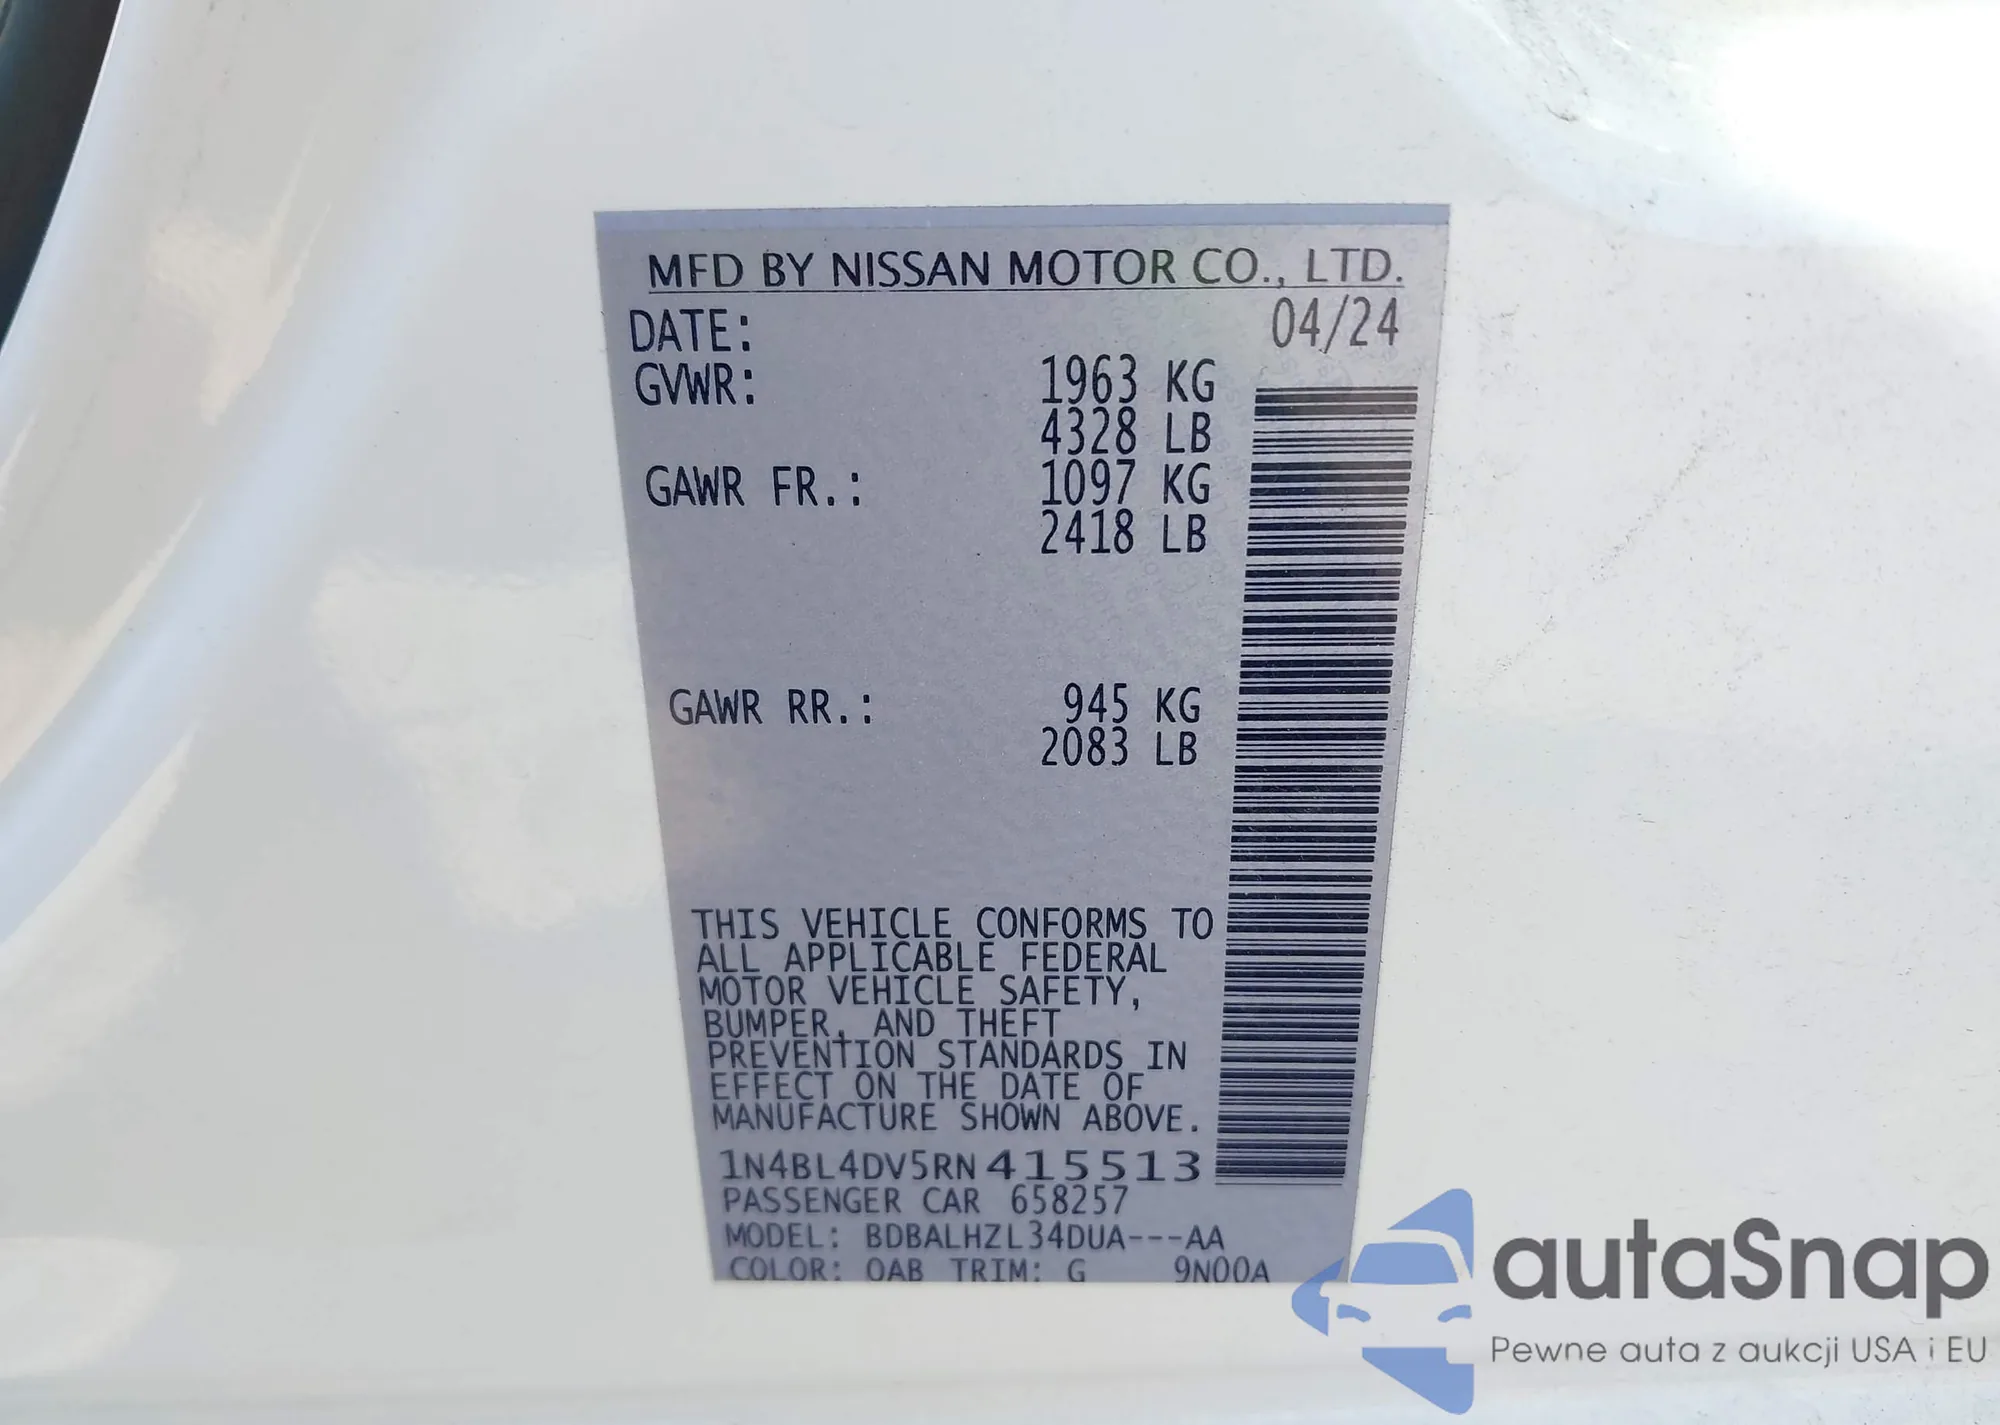 MFD BY NISSAN MOTOR CO., LTD.
DATE: 04/24
GVWR: 1963 KG
4328 LB
GAWR FR.: 1097 KG
2418 LB
GAWR RR.: 945 KG
2083 LB
THIS VEHICLE CONFORMS TO
ALL APPLICABLE FEDERAL
MOTOR VEHICLE SAFETY,
BUMPER, AND THEFT
PREVENTION STANDARDS IN
EFFECT ON THE DATE OF
MANUFACTURE SHOWN ABOVE.
1N4BL4DV5RN415513
PASSENGER CAR 658257
MODEL: BDBALHZL34DUA---AA
COLOR: QAB TRIM: G 9N00A
autaSnap
Pewne auta z aukcji USA i EU